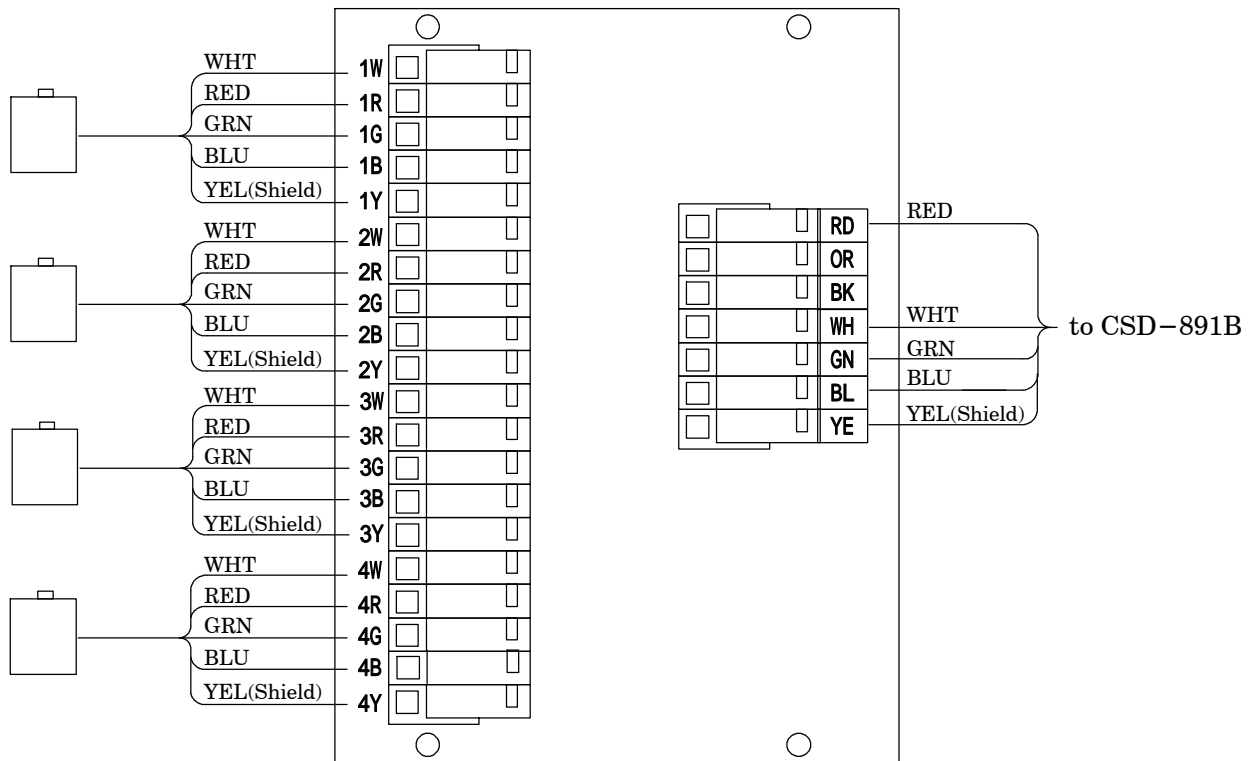 WHT 1W
RED 1R
GRN 1G
BLU 1B
YEL(Shield) 1Y
WHT 2W
RED 2R
GRN 2G
BLU 2B
YEL(Shield) 2Y
WHT 3W
RED 3R
GRN 3G
BLU 3B
YEL(Shield) 3Y
WHT 4W
RED 4R
GRN 4G
BLU 4B
YEL(Shield) 4Y
RD RED
OR
BK
WH WHT
GN GRN
BL BLU
YE YEL(Shield)
to CSD−891B